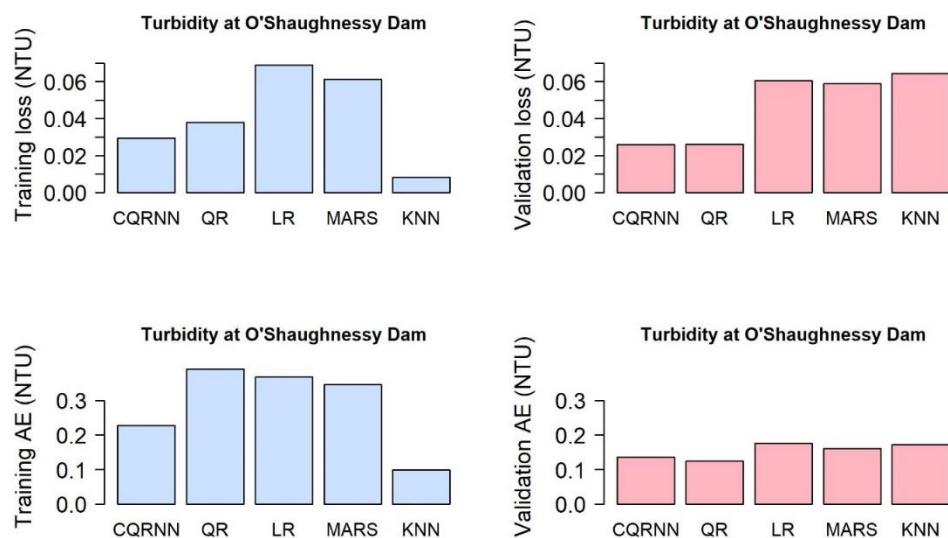 Turbidity at O'Shaughnessy Dam
Training loss (NTU)
0.06
0.04
0.02
0.00
CQRNN QR LR MARS KNN
Turbidity at O'Shaughnessy Dam
Validation loss (NTU)
0.06
0.04
0.02
0.00
CQRNN QR LR MARS KNN
Turbidity at O'Shaughnessy Dam
Training AE (NTU)
0.3
0.2
0.1
0.0
CQRNN QR LR MARS KNN
Turbidity at O'Shaughnessy Dam
Validation AE (NTU)
0.3
0.2
0.1
0.0
CQRNN QR LR MARS KNN